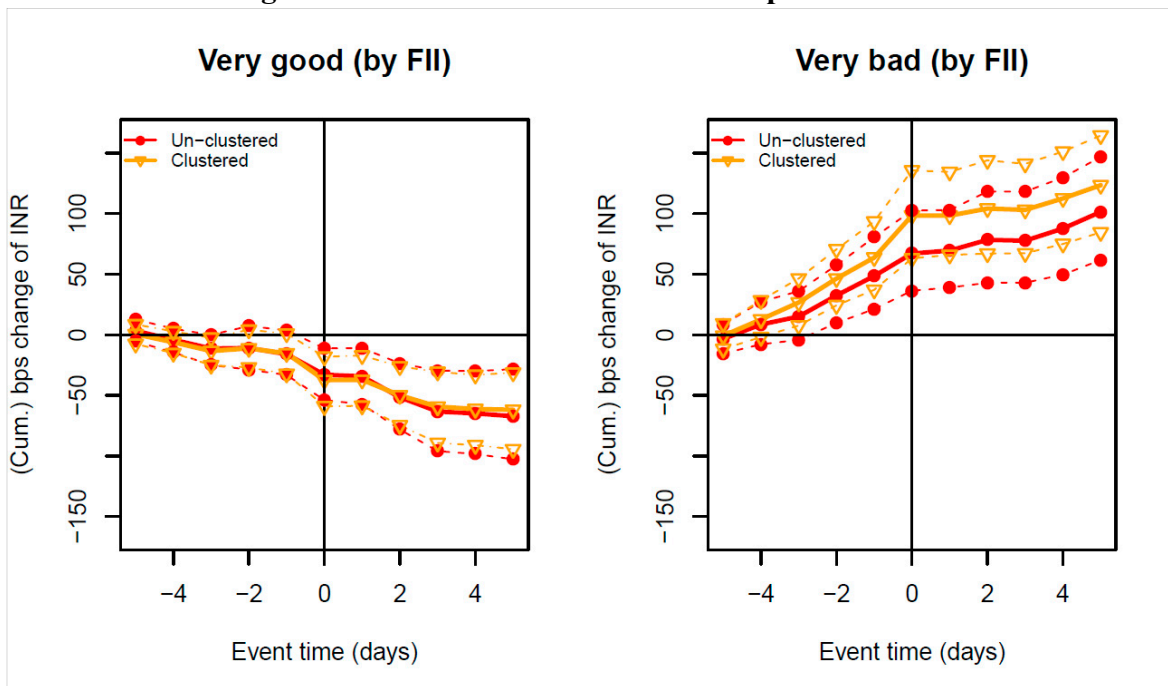 Very good (by FII)
Un−clustered
Clustered
(Cum.) bps change of INR
100
50
0
−50
−150
−4
−2
0
2
4
Event time (days)
Very bad (by FII)
Un−clustered
Clustered
(Cum.) bps change of INR
100
50
0
−50
−150
−4
−2
0
2
4
Event time (days)